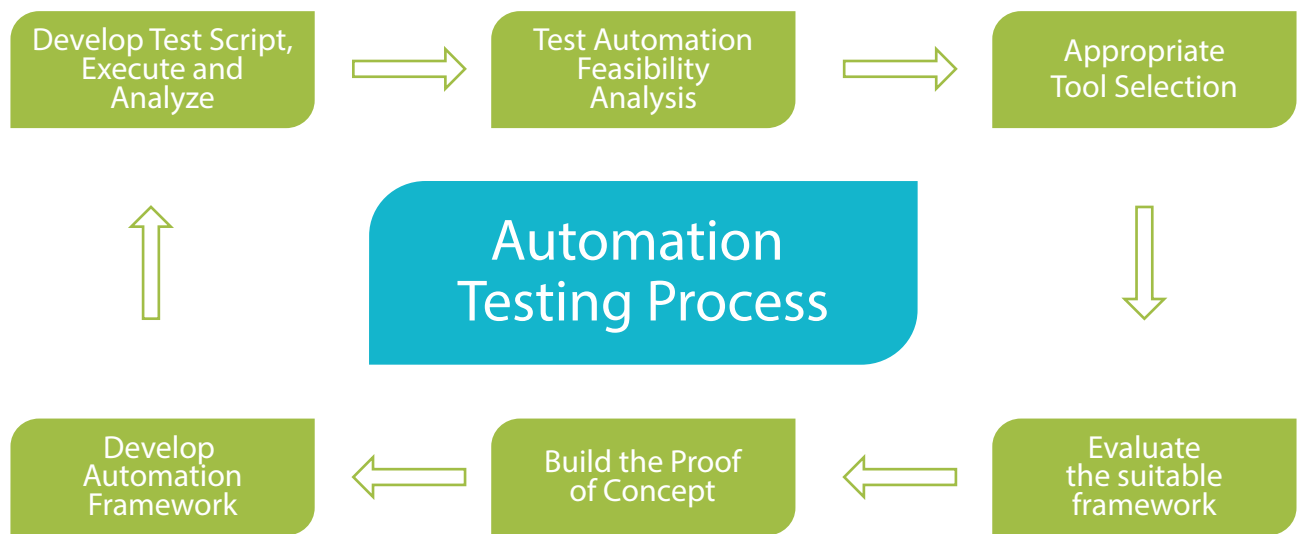 Develop Test Script,
Execute and
Analyze
Test Automation
Feasibility
Analysis
Appropriate
Tool Selection
Automation
Testing Process
Develop
Automation
Framework
Build the Proof
of Concept
Evaluate
the suitable
framework